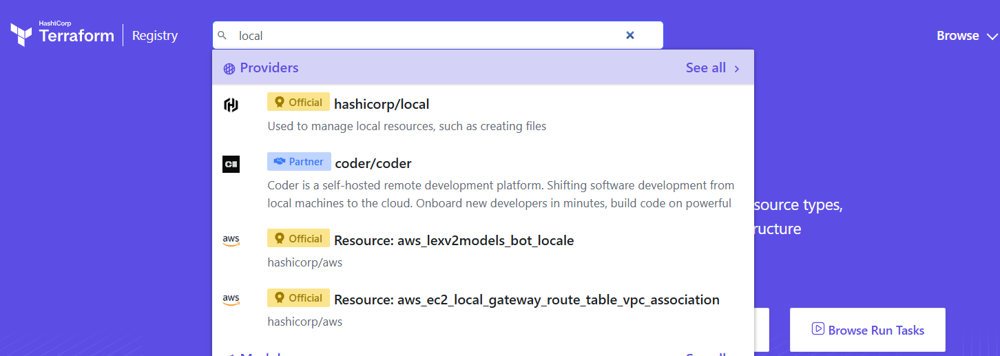 HashiCorp
Terraform
Registry
local
Browse
Providers
See all
Official
hashicorp/local
Used to manage local resources, such as creating files
Partner
coder/coder
Coder is a self-hosted remote development platform. Shifting software development from
local machines to the cloud. Onboard new developers in minutes, build code on powerful
source types,
ructure
aws
Official
Resource: aws_lexv2models_bot_locale
hashicorp/aws
aws
Official
Resource: aws_ec2_local_gateway_route_table_vpc_association
hashicorp/aws
Browse Run Tasks